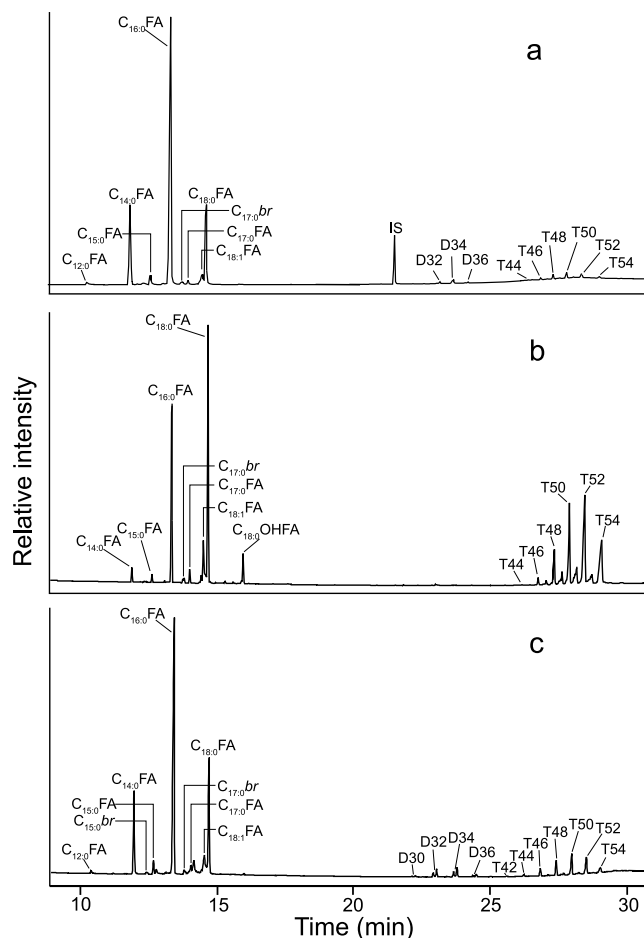 a
C₁₆:₀FA
C₁₄:₀FA
C₁₈:₀FA
C₁₇:₀br
C₁₅:₀FA
C₁₇:₀FA
C₁₈:₁FA
C₁₂:₀FA
IS
D32
D34
D36
T44
T46
T48
T50
T52
T54
b
C₁₈:₀FA
C₁₆:₀FA
C₁₇:₀br
C₁₇:₀FA
C₁₅:₀FA
C₁₈:₁FA
C₁₄:₀FA
C₁₈:₀OHFA
T44
T46
T48
T50
T52
T54
c
C₁₆:₀FA
C₁₄:₀FA
C₁₈:₀FA
C₁₇:₀br
C₁₅:₀FA
C₁₇:₀FA
C₁₅:₀br
C₁₈:₁FA
C₁₂:₀FA
D30
D32
D34
D36
T42
T44
T46
T48
T50
T52
T54
Relative intensity
10 15 20 25 30
Time (min)